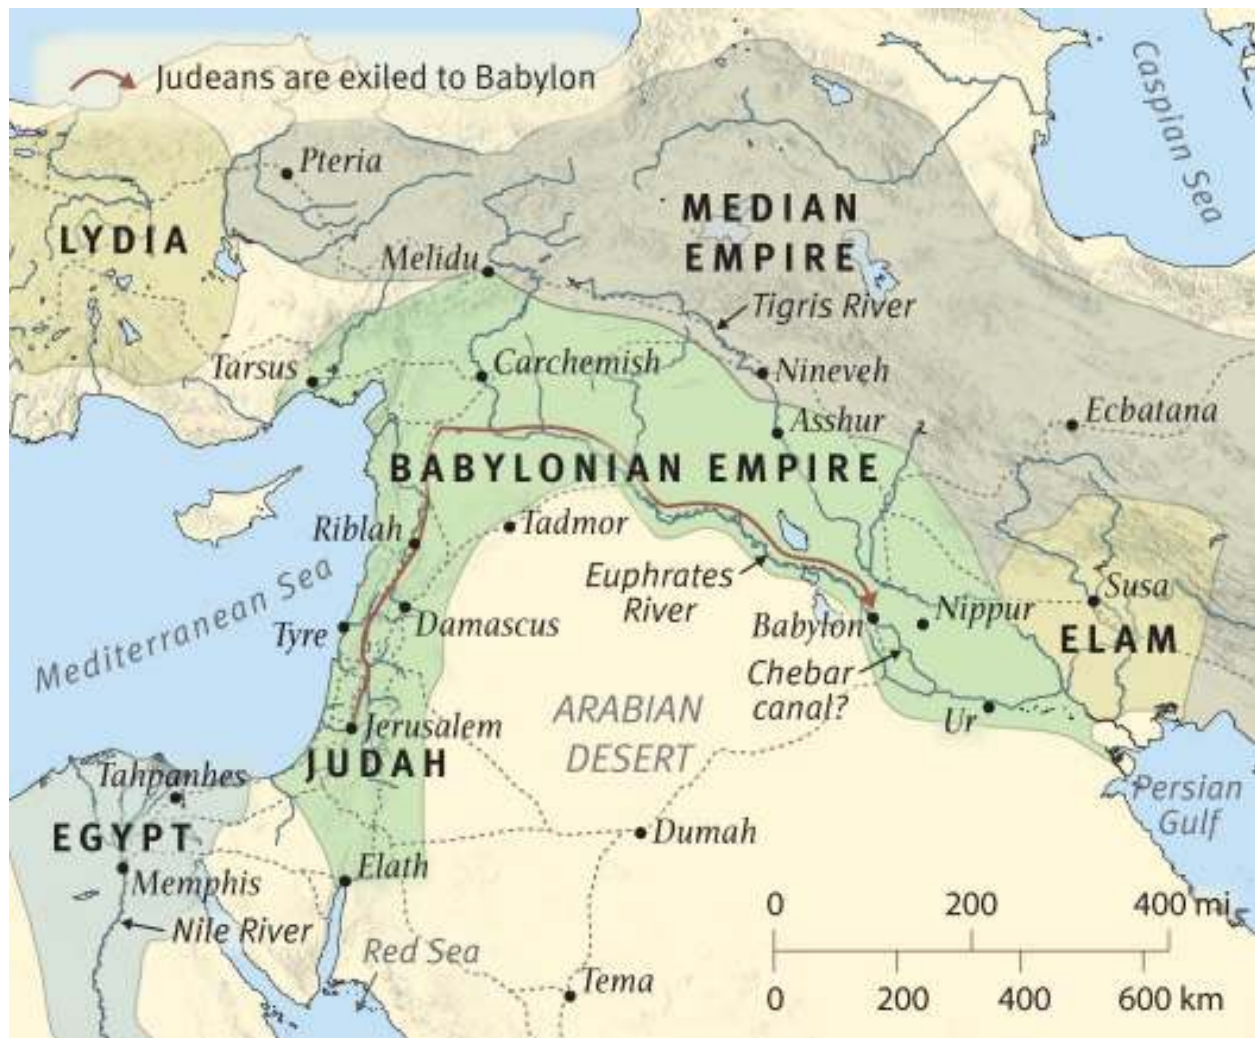 Judeans are exiled to Babylon
Caspian Sea
Pteria
LYDIA
MEDIAN
EMPIRE
Melidu
Tigris River
Tarsus
Carchemish
Nineveh
Ecbatana
Asshur
BABYLONIAN EMPIRE
Riblah
Tadmor
Mediterranean Sea
Euphrates
River
Susa
Nippur
Tyre
Damascus
Babylon
ELAM
Chebar
canal?
ARABIAN
DESERT
Ur
Jerusalem
JUDAH
Tahpanhes
Persian
Gulf
EGYPT
Dumah
Memphis
Elath
Nile River
Red Sea
Tema
0 200 400 mi
0 200 400 600 km